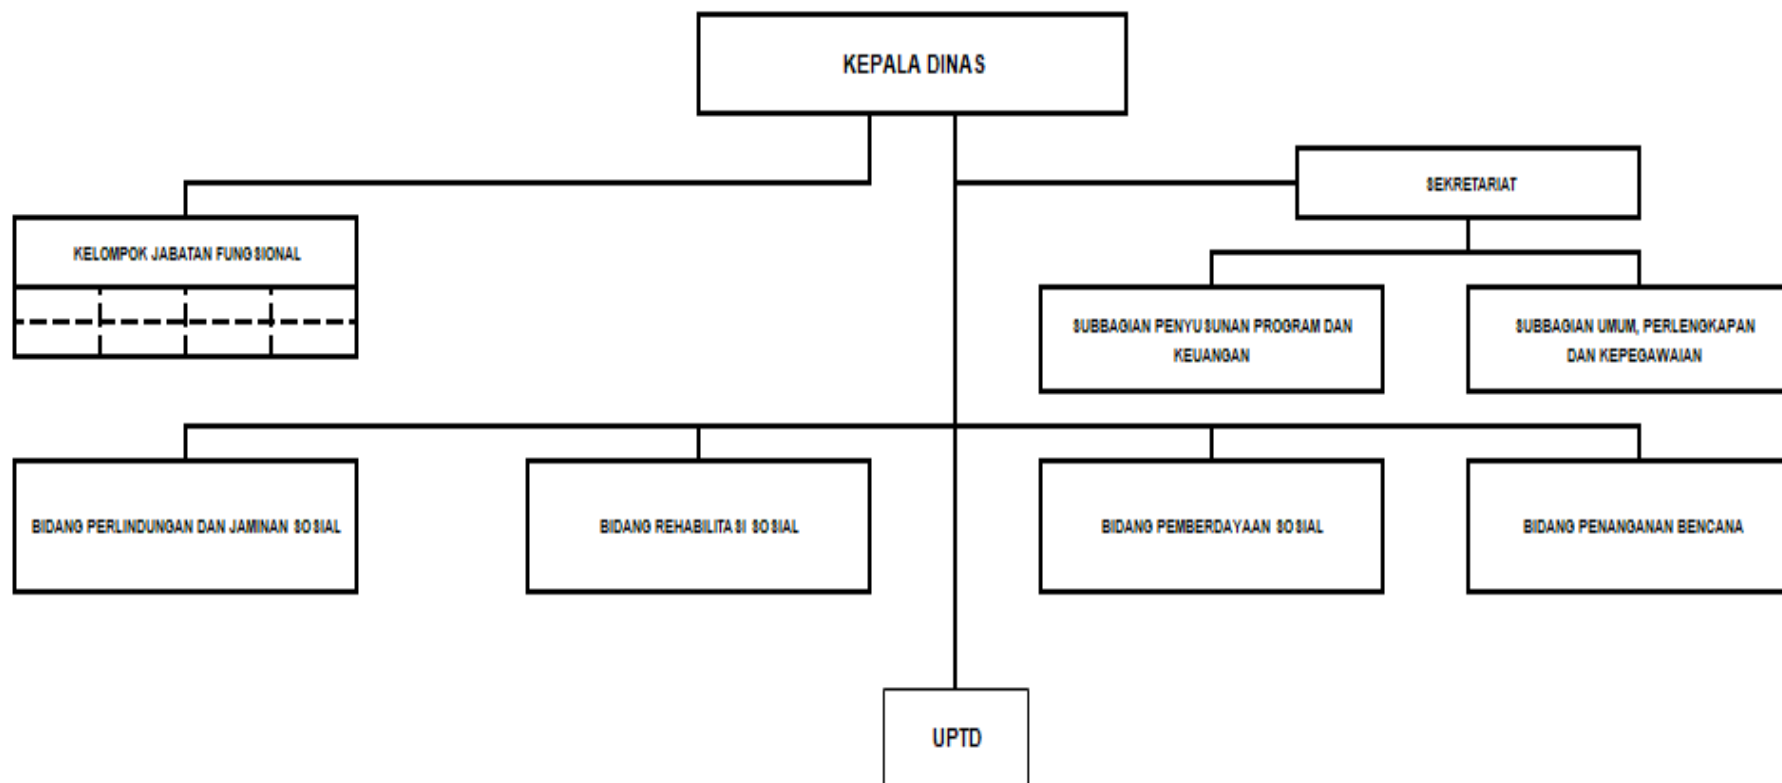 KEPALA DINAS
SEKRETARIAT
KELOMPOK JABATAN FUNGSIONAL
SUBBAGIAN PENYUSUNAN PROGRAM DAN
KEUANGAN
SUBBAGIAN UMUM, PERLENGKAPAN
DAN KEPEGAWAIAN
BIDANG PERLINDUNGAN DAN JAMINAN SOSIAL
BIDANG REHABILITASI SOSIAL
BIDANG PEMBERDAYAAN SOSIAL
BIDANG PENANGANAN BENCANA
UPTD